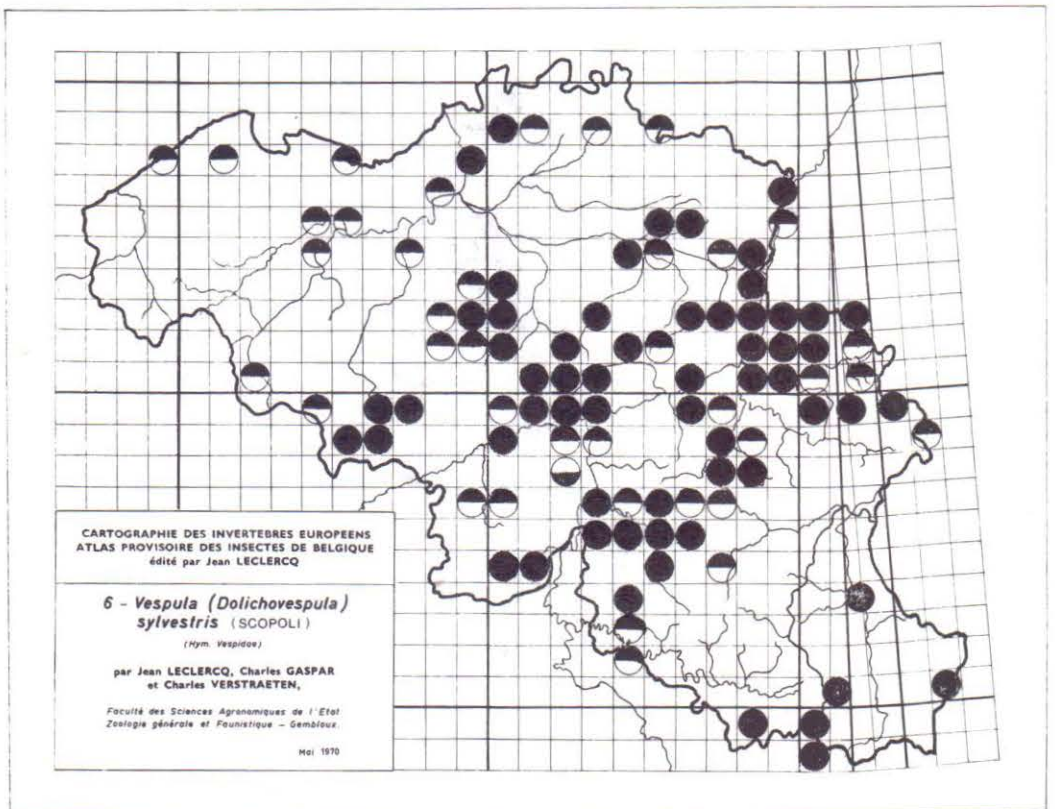 CARTOGRAPHIE DES INVERTEBRES EUROPEENS
ATLAS PROVISOIRE DES INSECTES DE BELGIQUE
édité par Jean LECLERCQ
6 - Vespula (Dolichovespula)
sylvestris (SCOPOLI)
(Hym. Vespidae)
par Jean LECLERCQ, Charles GASPAR
et Charles VERSTRAETEN,
Faculté des Sciences Agronomiques de l'Etat
Zoologie générale et Faunistique - Gembloux.
Mai 1970